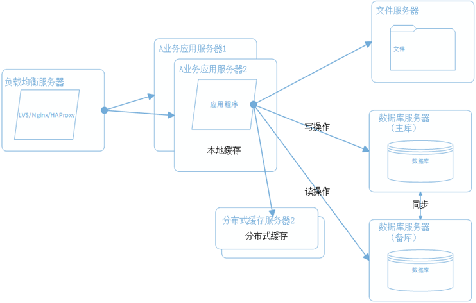 负载均衡服务器
LVS/Nginx/HAProxy
A业务应用服务器1
A业务应用服务器2
应用程序
本地缓存
分布式缓存服务器2
分布式缓存
文件服务器
文件
写操作
数据库服务器
（主库）
数据库
读操作
同步
数据库服务器
（备库）
数据库